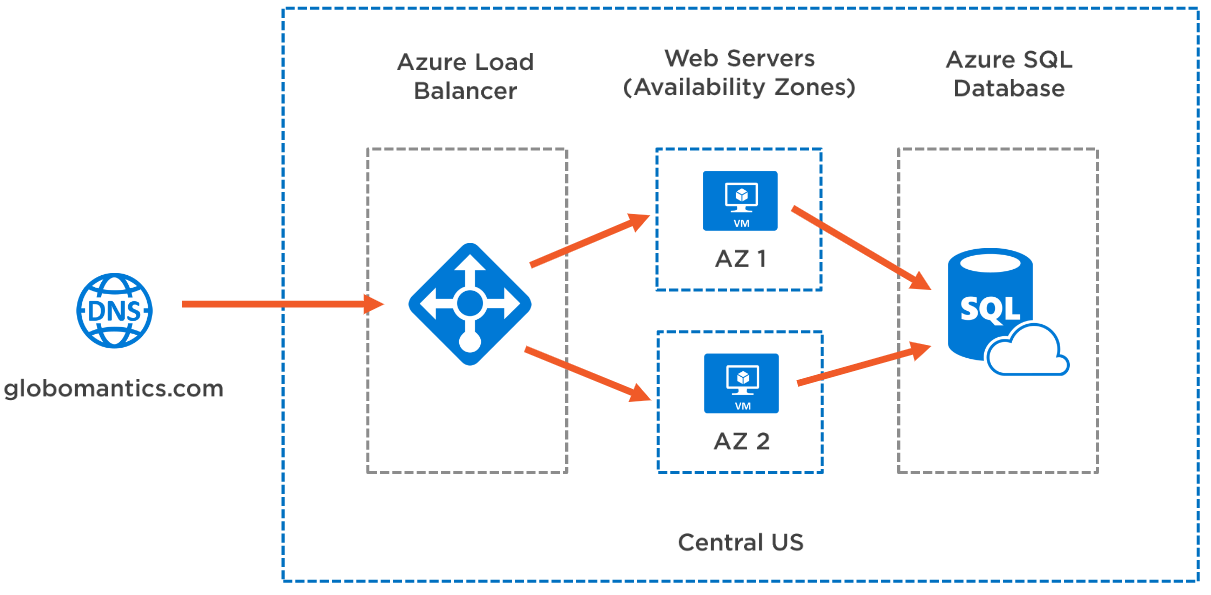 Azure Load
Balancer
Web Servers
(Availability Zones)
Azure SQL
Database
VM
AZ 1
DNS
globomantics.com
SQL
VM
AZ 2
Central US